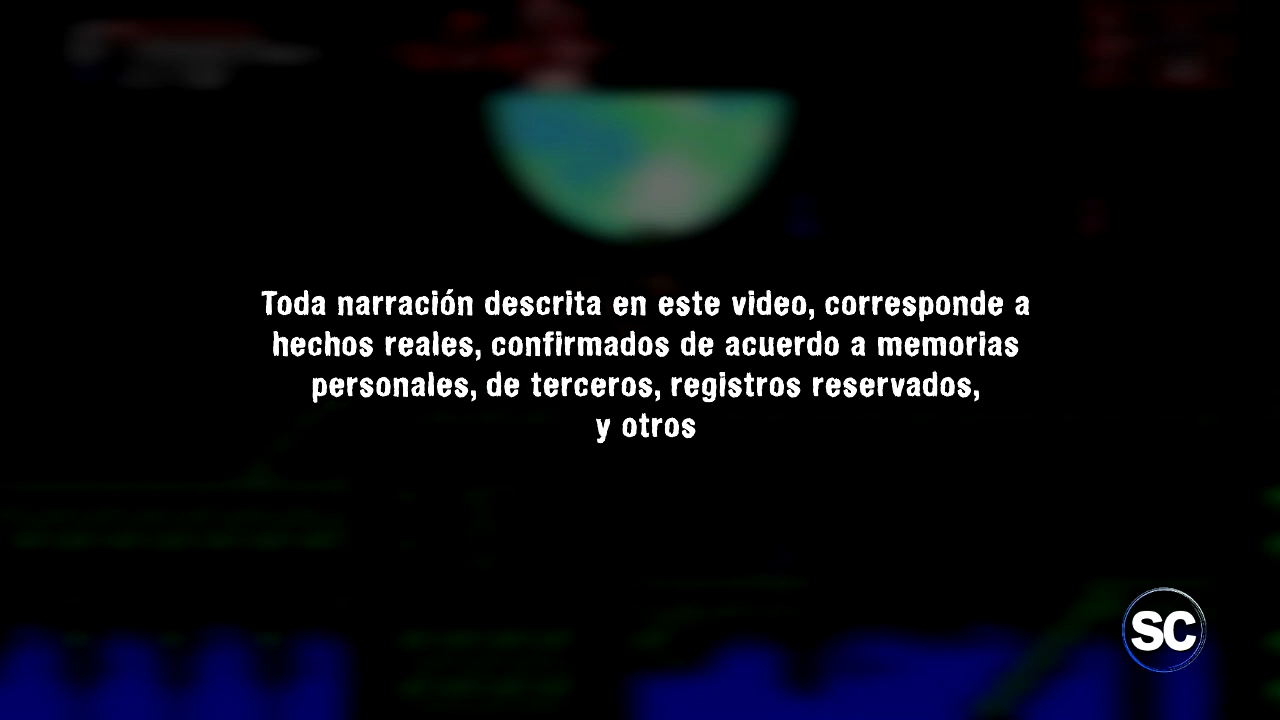 Toda narración descrita en este video, corresponde a
hechos reales, confirmados de acuerdo a memorias
personales, de terceros, registros reservados,
y otros
SC